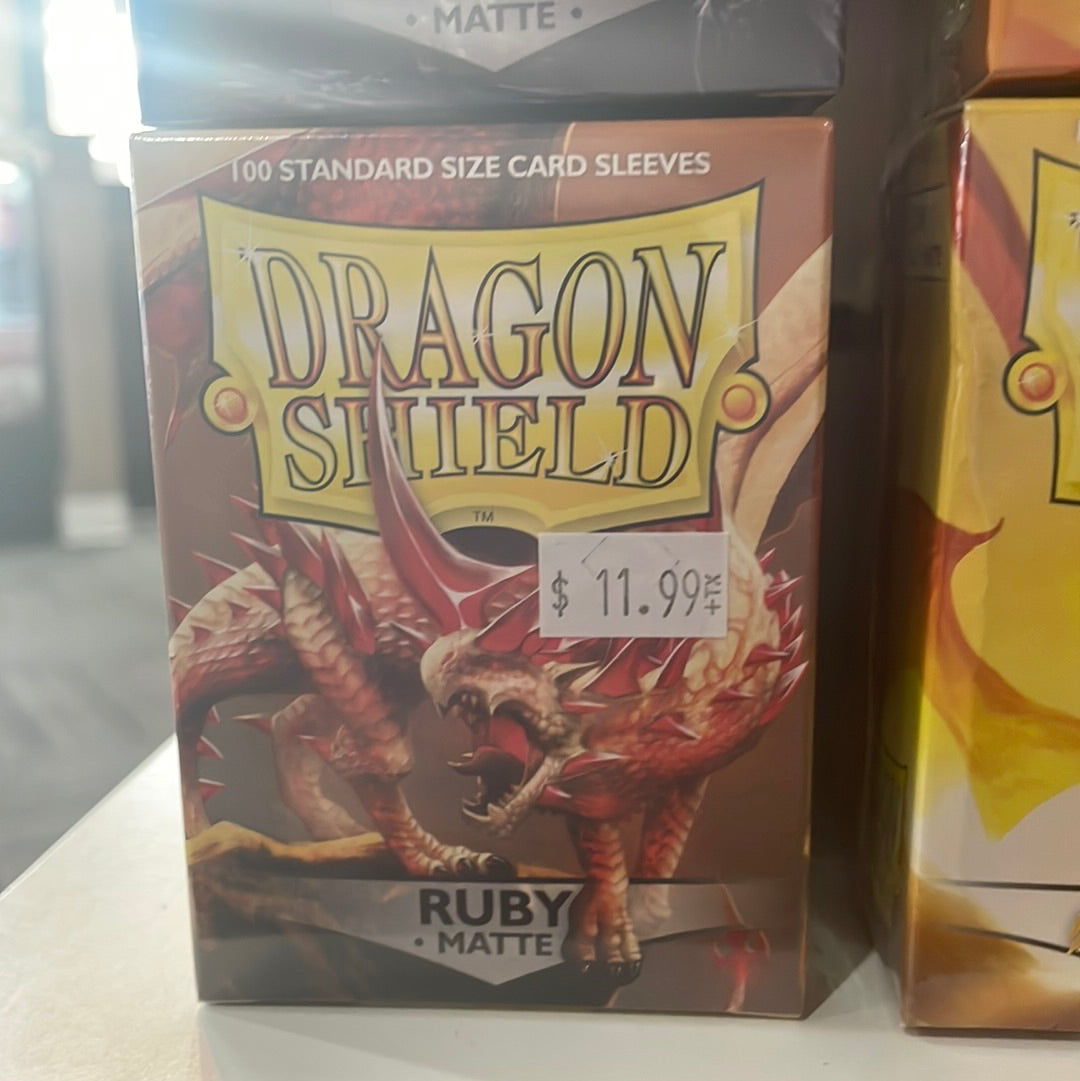 • MATTE •
100 STANDARD SIZE CARD SLEEVES
DRAGON
SHIELD
TM
$ 11.99 +TX
RUBY
• MATTE